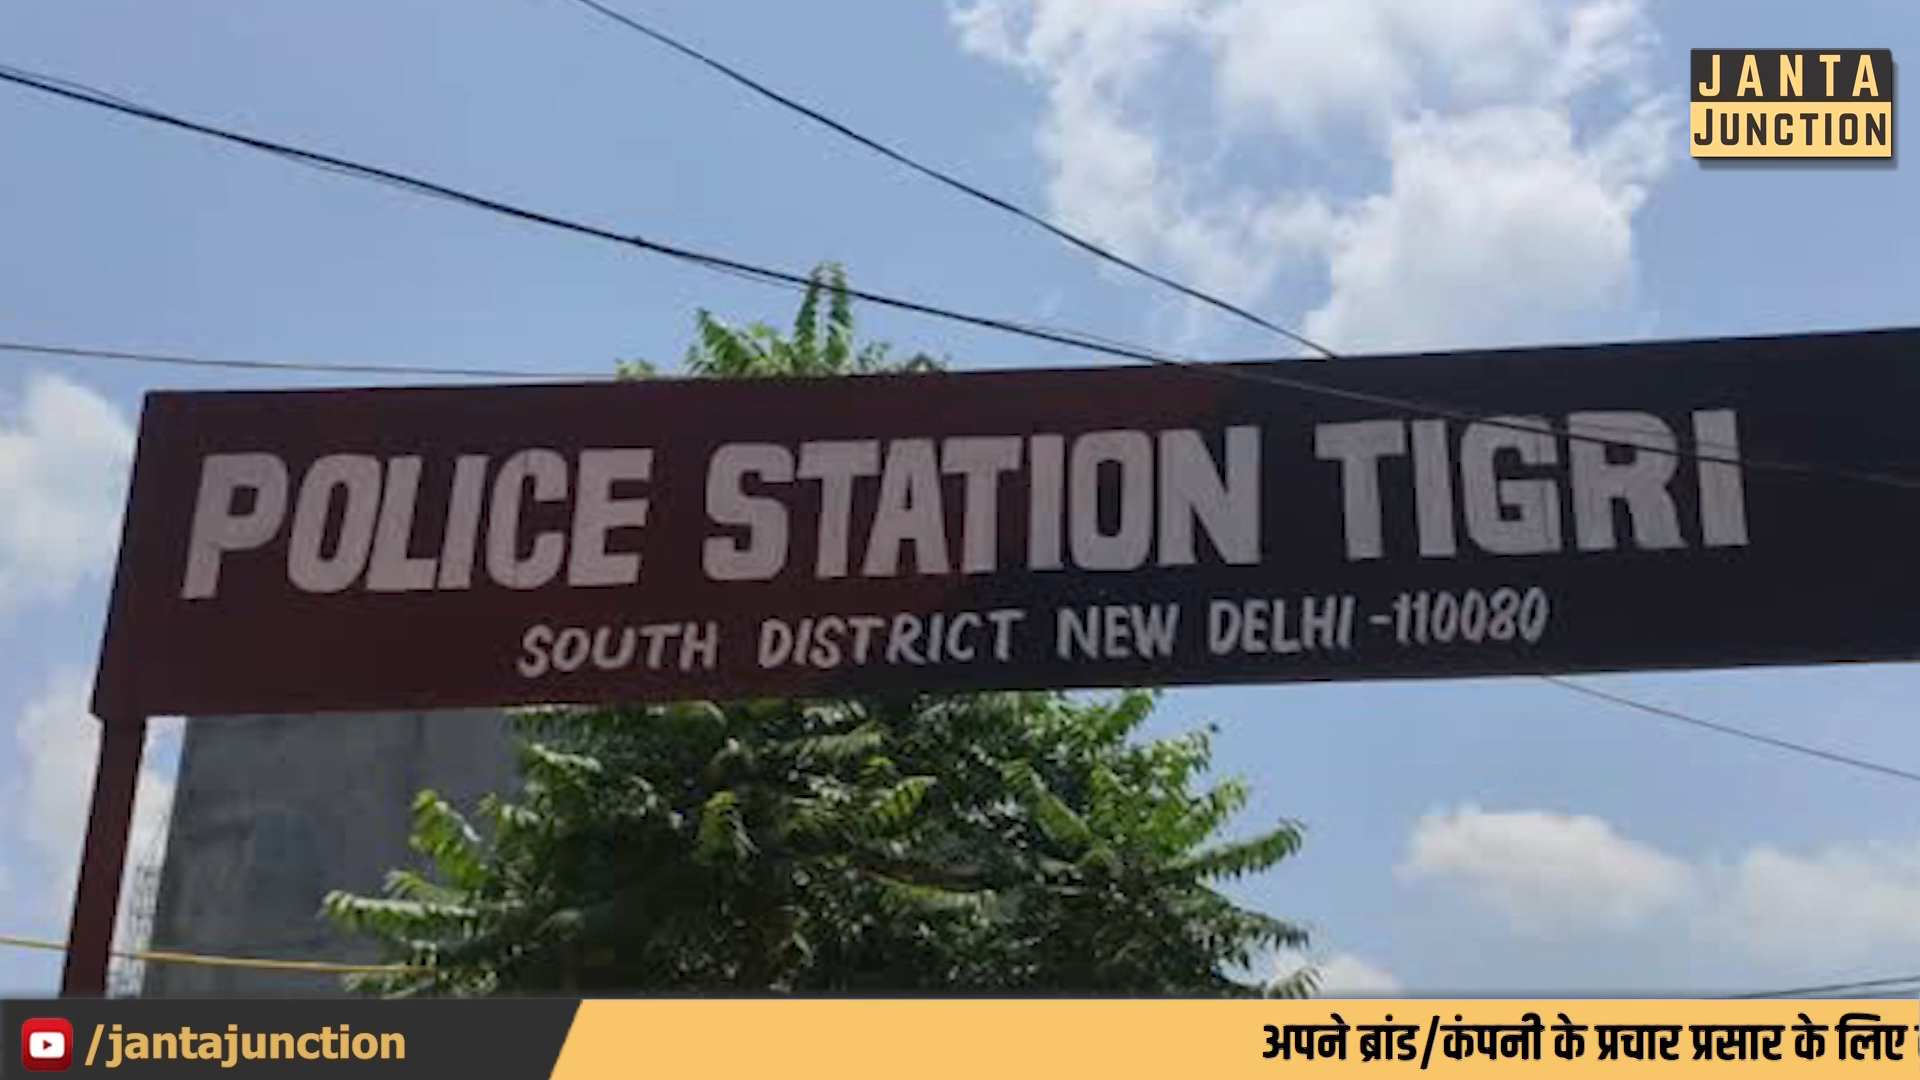 JANTA
JUNCTION
POLICE STATION TIGRI
SOUTH DISTRICT NEW DELHI -110080
/jantajunction
अपने ब्रांड/कंपनी के प्रचार प्रसार के लिए